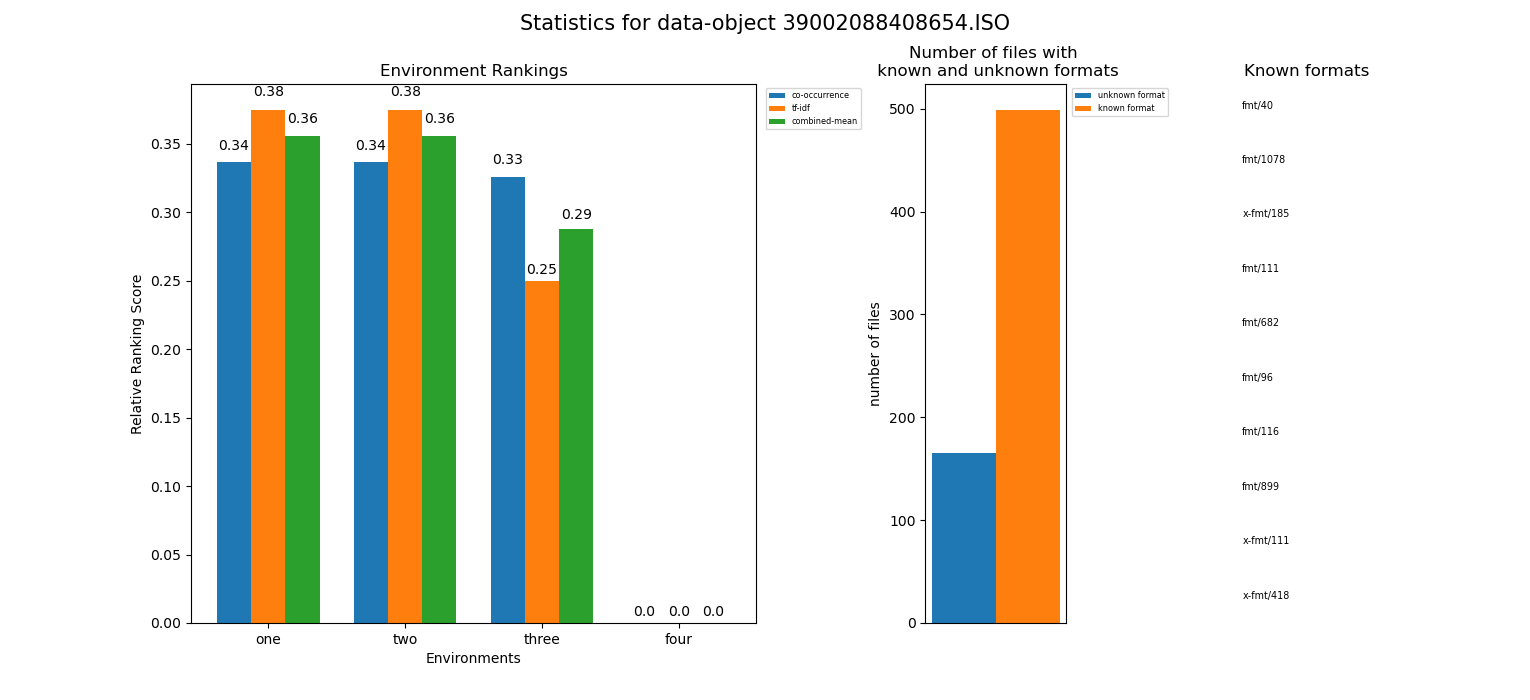 Statistics for data-object 39002088408654.ISO
Environment Rankings
0.38
0.38
0.36
0.36
0.34
0.34
0.33
0.29
0.25
0.0
0.0
0.0
0.35
0.30
0.25
0.20
0.15
0.10
0.05
0.00
Relative Ranking Score
one
two
three
four
Environments
co-occurrence
tf-idf
combined-mean
Number of files with
known and unknown formats
500
400
300
200
100
0
number of files
unknown format
known format
Known formats
fmt/40
fmt/1078
x-fmt/185
fmt/111
fmt/682
fmt/96
fmt/116
fmt/899
x-fmt/111
x-fmt/418